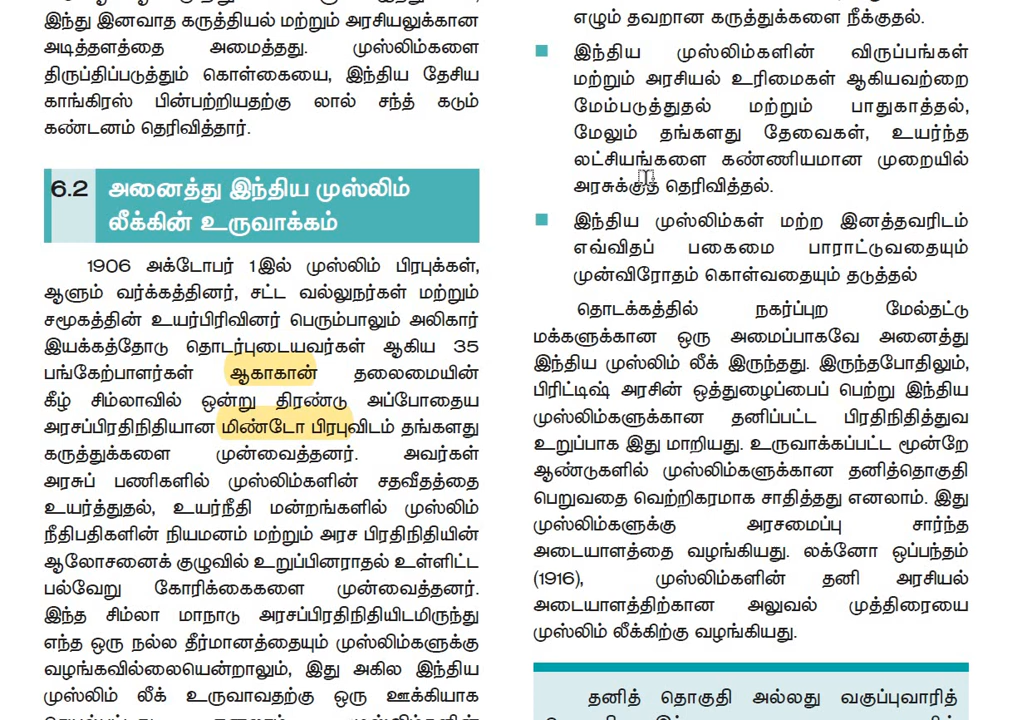 இந்து இனவாத கருத்தியல் மற்றும் அரசியலுக்கான
அடித்தளத்தை அமைத்தது. முஸ்லிம்களை
திருப்திப்படுத்தும் கொள்கையை, இந்திய தேசிய
காங்கிரஸ் பின்பற்றியதற்கு லால் சந்த் கடும்
கண்டனம் தெரிவித்தார்.
6.2 அனைத்து இந்திய முஸ்லிம்
லீக்கின் உருவாக்கம்
1906 அக்டோபர் 1இல் முஸ்லிம் பிரபுக்கள்,
ஆளும் வர்க்கத்தினர், சட்ட வல்லுநர்கள் மற்றும்
சமூகத்தின் உயர்பிரிவினர் பெரும்பாலும் அலிகார்
இயக்கத்தோடு தொடர்புடையவர்கள் ஆகிய 35
பங்கேற்பாளர்கள் ஆகாகான் தலைமையின்
கீழ் சிம்லாவில் ஒன்று திரண்டு அப்போதைய
அரசப்பிரதிநிதியான மிண்டோ பிரபுவிடம் தங்களது
கருத்துக்களை முன்வைத்தனர். அவர்கள்
அரசுப் பணிகளில் முஸ்லிம்களின் சதவீதத்தை
உயர்த்துதல், உயர்நீதி மன்றங்களில் முஸ்லிம்
நீதிபதிகளின் நியமனம் மற்றும் அரச பிரதிநிதியின்
ஆலோசனைக் குழுவில் உறுப்பினராதல் உள்ளிட்ட
பல்வேறு கோரிக்கைகளை முன்வைத்தனர்.
இந்த சிம்லா மாநாடு அரசப்பிரதிநிதியிடமிருந்து
எந்த ஒரு நல்ல தீர்மானத்தையும் முஸ்லிம்களுக்கு
வழங்கவில்லையென்றாலும், இது அகில இந்திய
முஸ்லிம் லீக் உருவாவதற்கு ஒரு ஊக்கியாக
எழும் தவறான கருத்துக்களை நீக்குதல்.
இந்திய முஸ்லிம்களின் விருப்பங்கள்
மற்றும் அரசியல் உரிமைகள் ஆகியவற்றை
மேம்படுத்துதல் மற்றும் பாதுகாத்தல்,
மேலும் தங்களது தேவைகள், உயர்ந்த
லட்சியங்களை கண்ணியமான முறையில்
அரசுக்குத் தெரிவித்தல்.
இந்திய முஸ்லிம்கள் மற்ற இனத்தவரிடம்
எவ்விதப் பகைமை பாராட்டுவதையும்
முன்விரோதம் கொள்வதையும் தடுத்தல்
தொடக்கத்தில் நகர்ப்புற மேல்தட்டு
மக்களுக்கான ஒரு அமைப்பாகவே அனைத்து
இந்திய முஸ்லிம் லீக் இருந்தது. இருந்தபோதிலும்,
பிரிட்டிஷ் அரசின் ஒத்துழைப்பைப் பெற்று இந்திய
முஸ்லிம்களுக்கான தனிப்பட்ட பிரதிநிதித்துவ
உறுப்பாக இது மாறியது. உருவாக்கப்பட்ட மூன்றே
ஆண்டுகளில் முஸ்லிம்களுக்கான தனித்தொகுதி
பெறுவதை வெற்றிகரமாக சாதித்தது எனலாம். இது
முஸ்லிம்களுக்கு அரசமைப்பு சார்ந்த
அடையாளத்தை வழங்கியது. லக்னோ ஒப்பந்தம்
(1916), முஸ்லிம்களின் தனி அரசியல்
அடையாளத்திற்கான அலுவல் முத்திரையை
முஸ்லிம் லீக்கிற்கு வழங்கியது.
தனித் தொகுதி அல்லது வகுப்புவாரித்